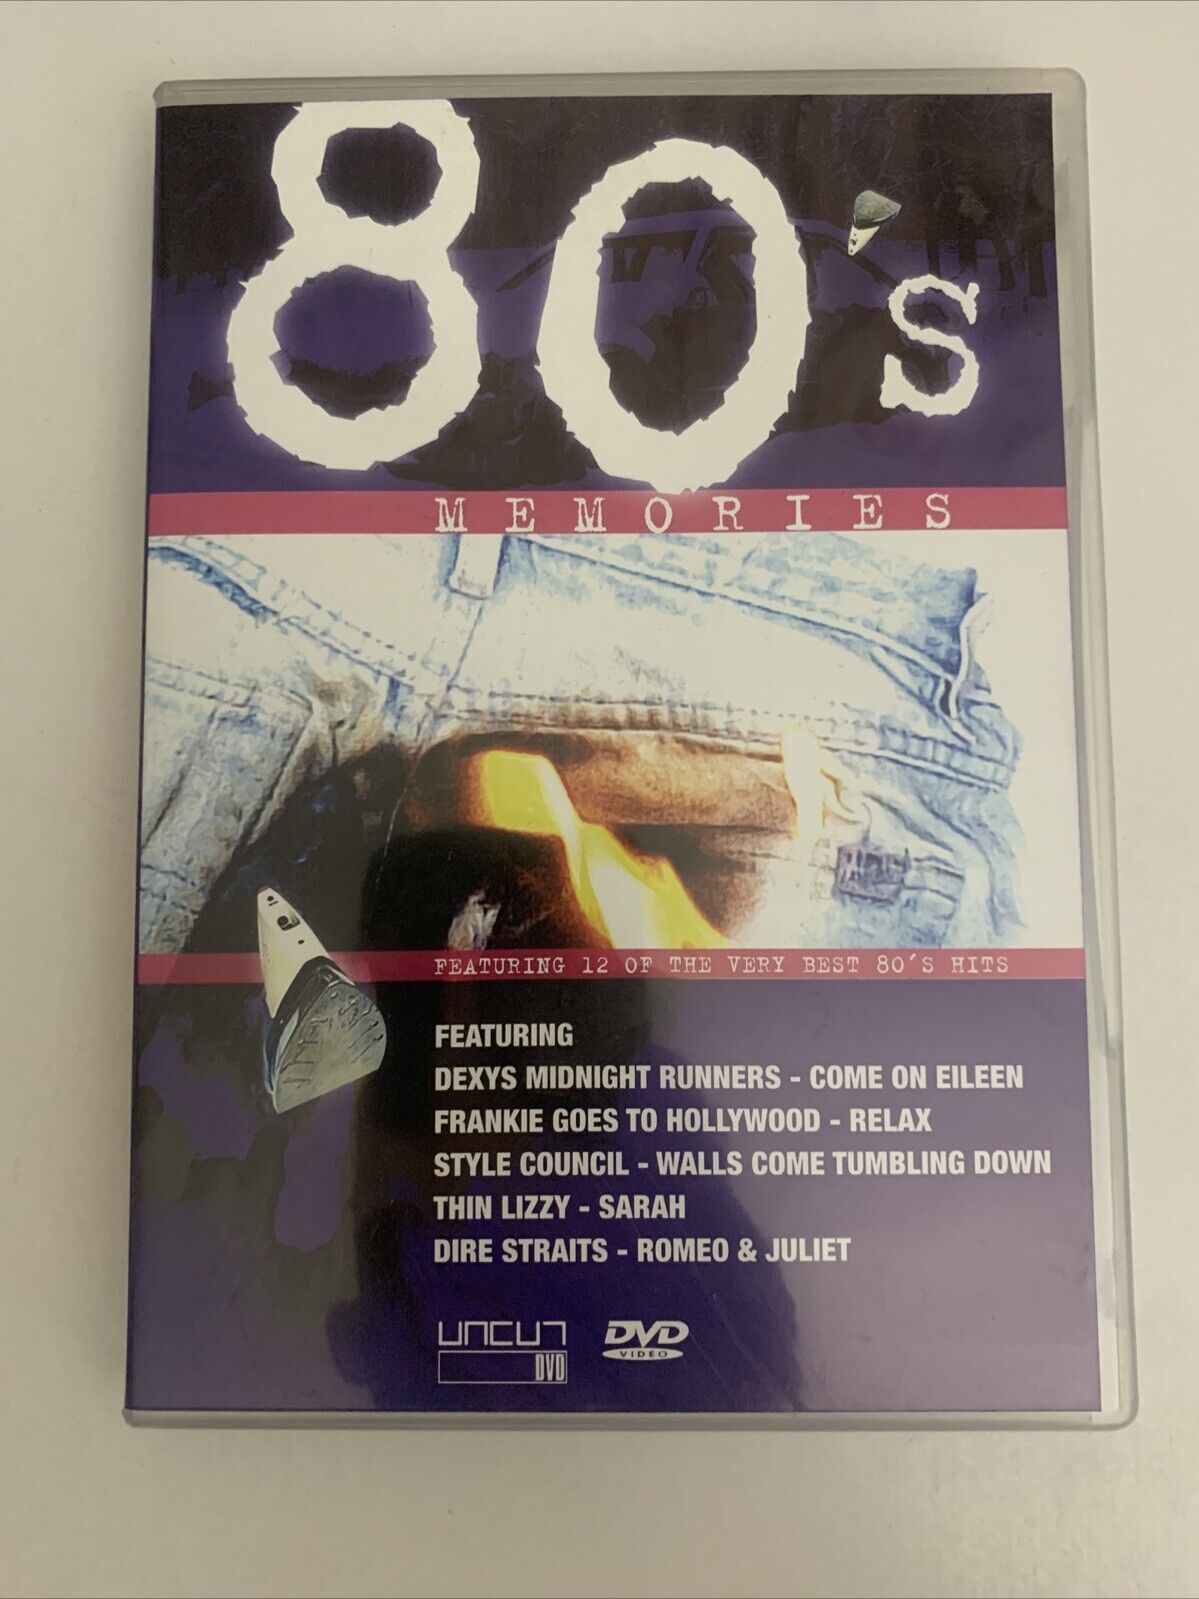 80's
MEMORIES
FEATURING 12 OF THE VERY BEST 80'S HITS
FEATURING
DEXYS MIDNIGHT RUNNERS - COME ON EILEEN
FRANKIE GOES TO HOLLYWOOD - RELAX
STYLE COUNCIL - WALLS COME TUMBLING DOWN
THIN LIZZY - SARAH
DIRE STRAITS - ROMEO & JULIET
UNCUT
DVD
DVD
VIDEO